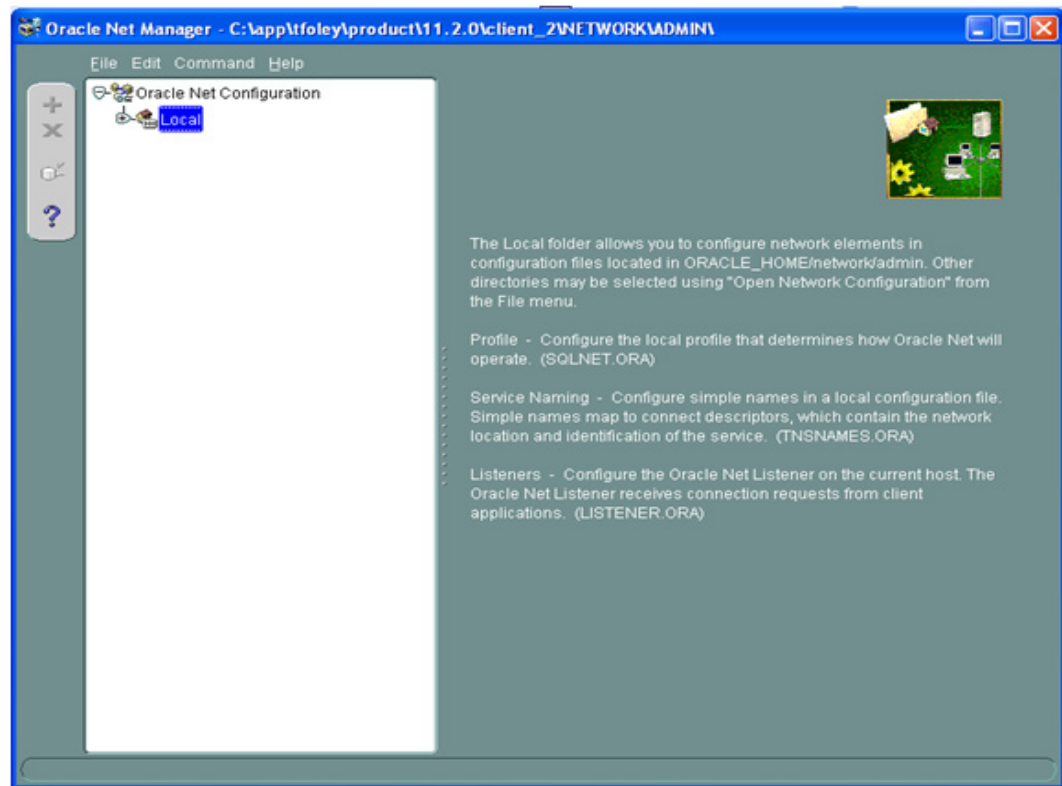 Oracle Net Manager - C:\app\tfoley\product\11.2.0\client_2\NETWORK\ADMIN\
File Edit Command Help
Oracle Net Configuration
Local
The Local folder allows you to configure network elements in
configuration files located in ORACLE_HOME/network/admin. Other
directories may be selected using "Open Network Configuration" from
the File menu.
Profile - Configure the local profile that determines how Oracle Net will
operate. (SQLNET.ORA)
Service Naming - Configure simple names in a local configuration file.
Simple names map to connect descriptors, which contain the network
location and identification of the service. (TNSNAMES.ORA)
Listeners - Configure the Oracle Net Listener on the current host. The
Oracle Net Listener receives connection requests from client
applications. (LISTENER.ORA)